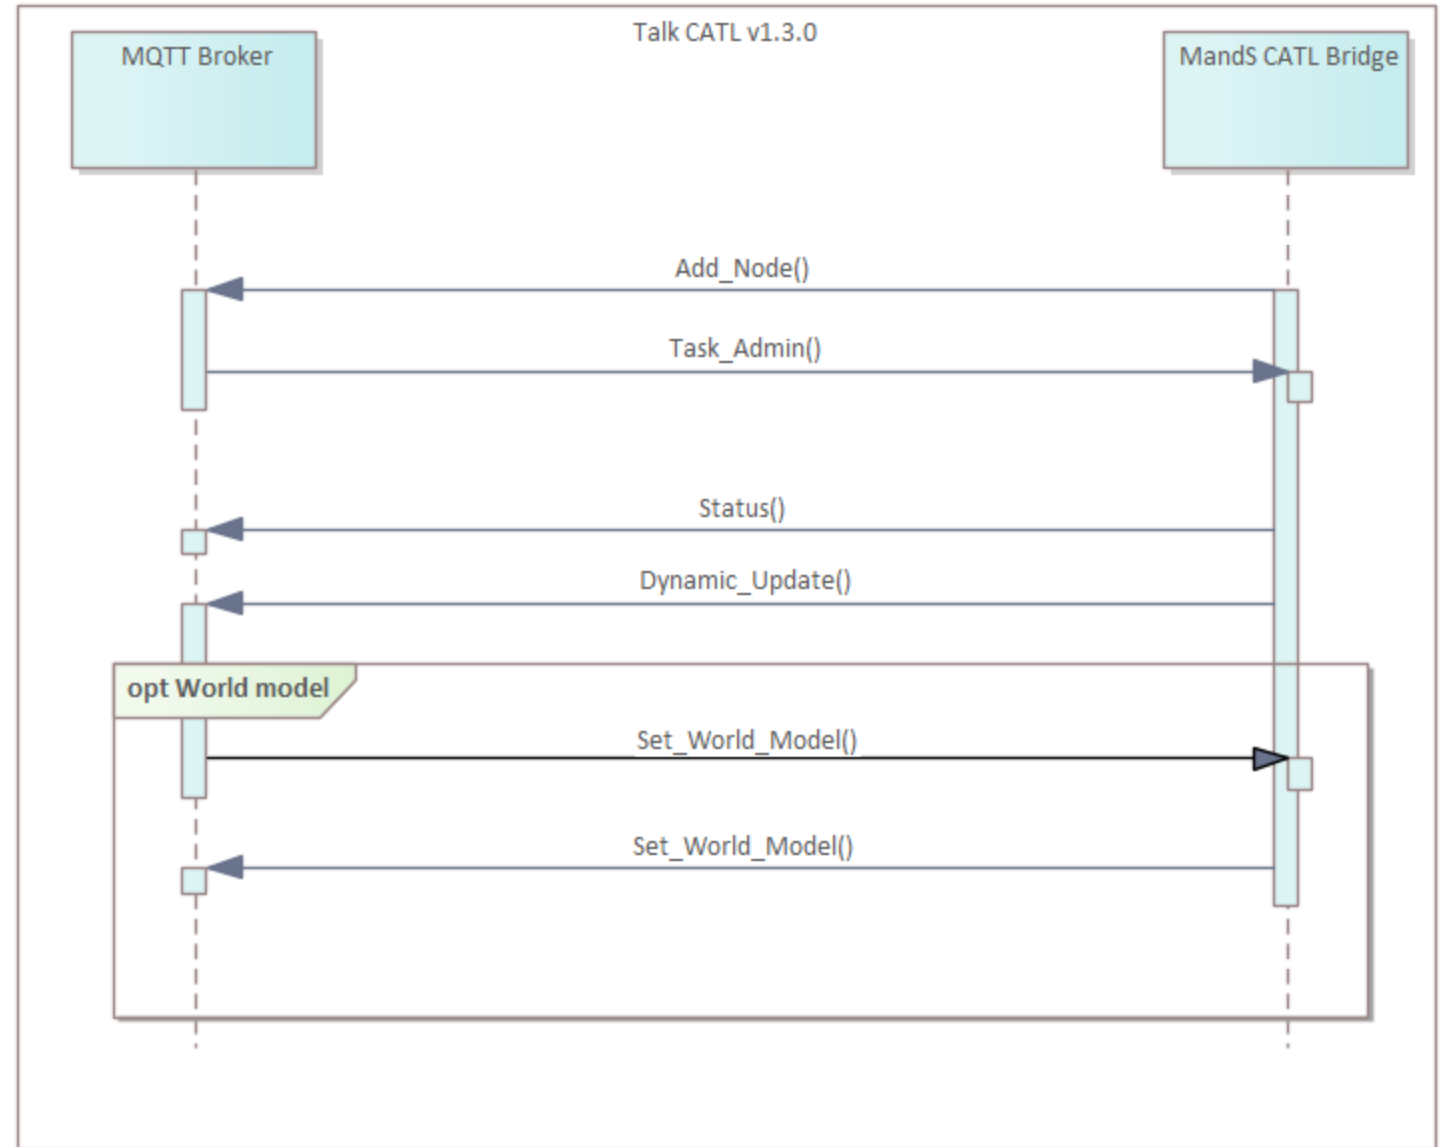 Talk CATL v1.3.0
MQTT Broker
MandS CATL Bridge
Add_Node()
Task_Admin()
Status()
Dynamic_Update()
opt World model
Set_World_Model()
Set_World_Model()